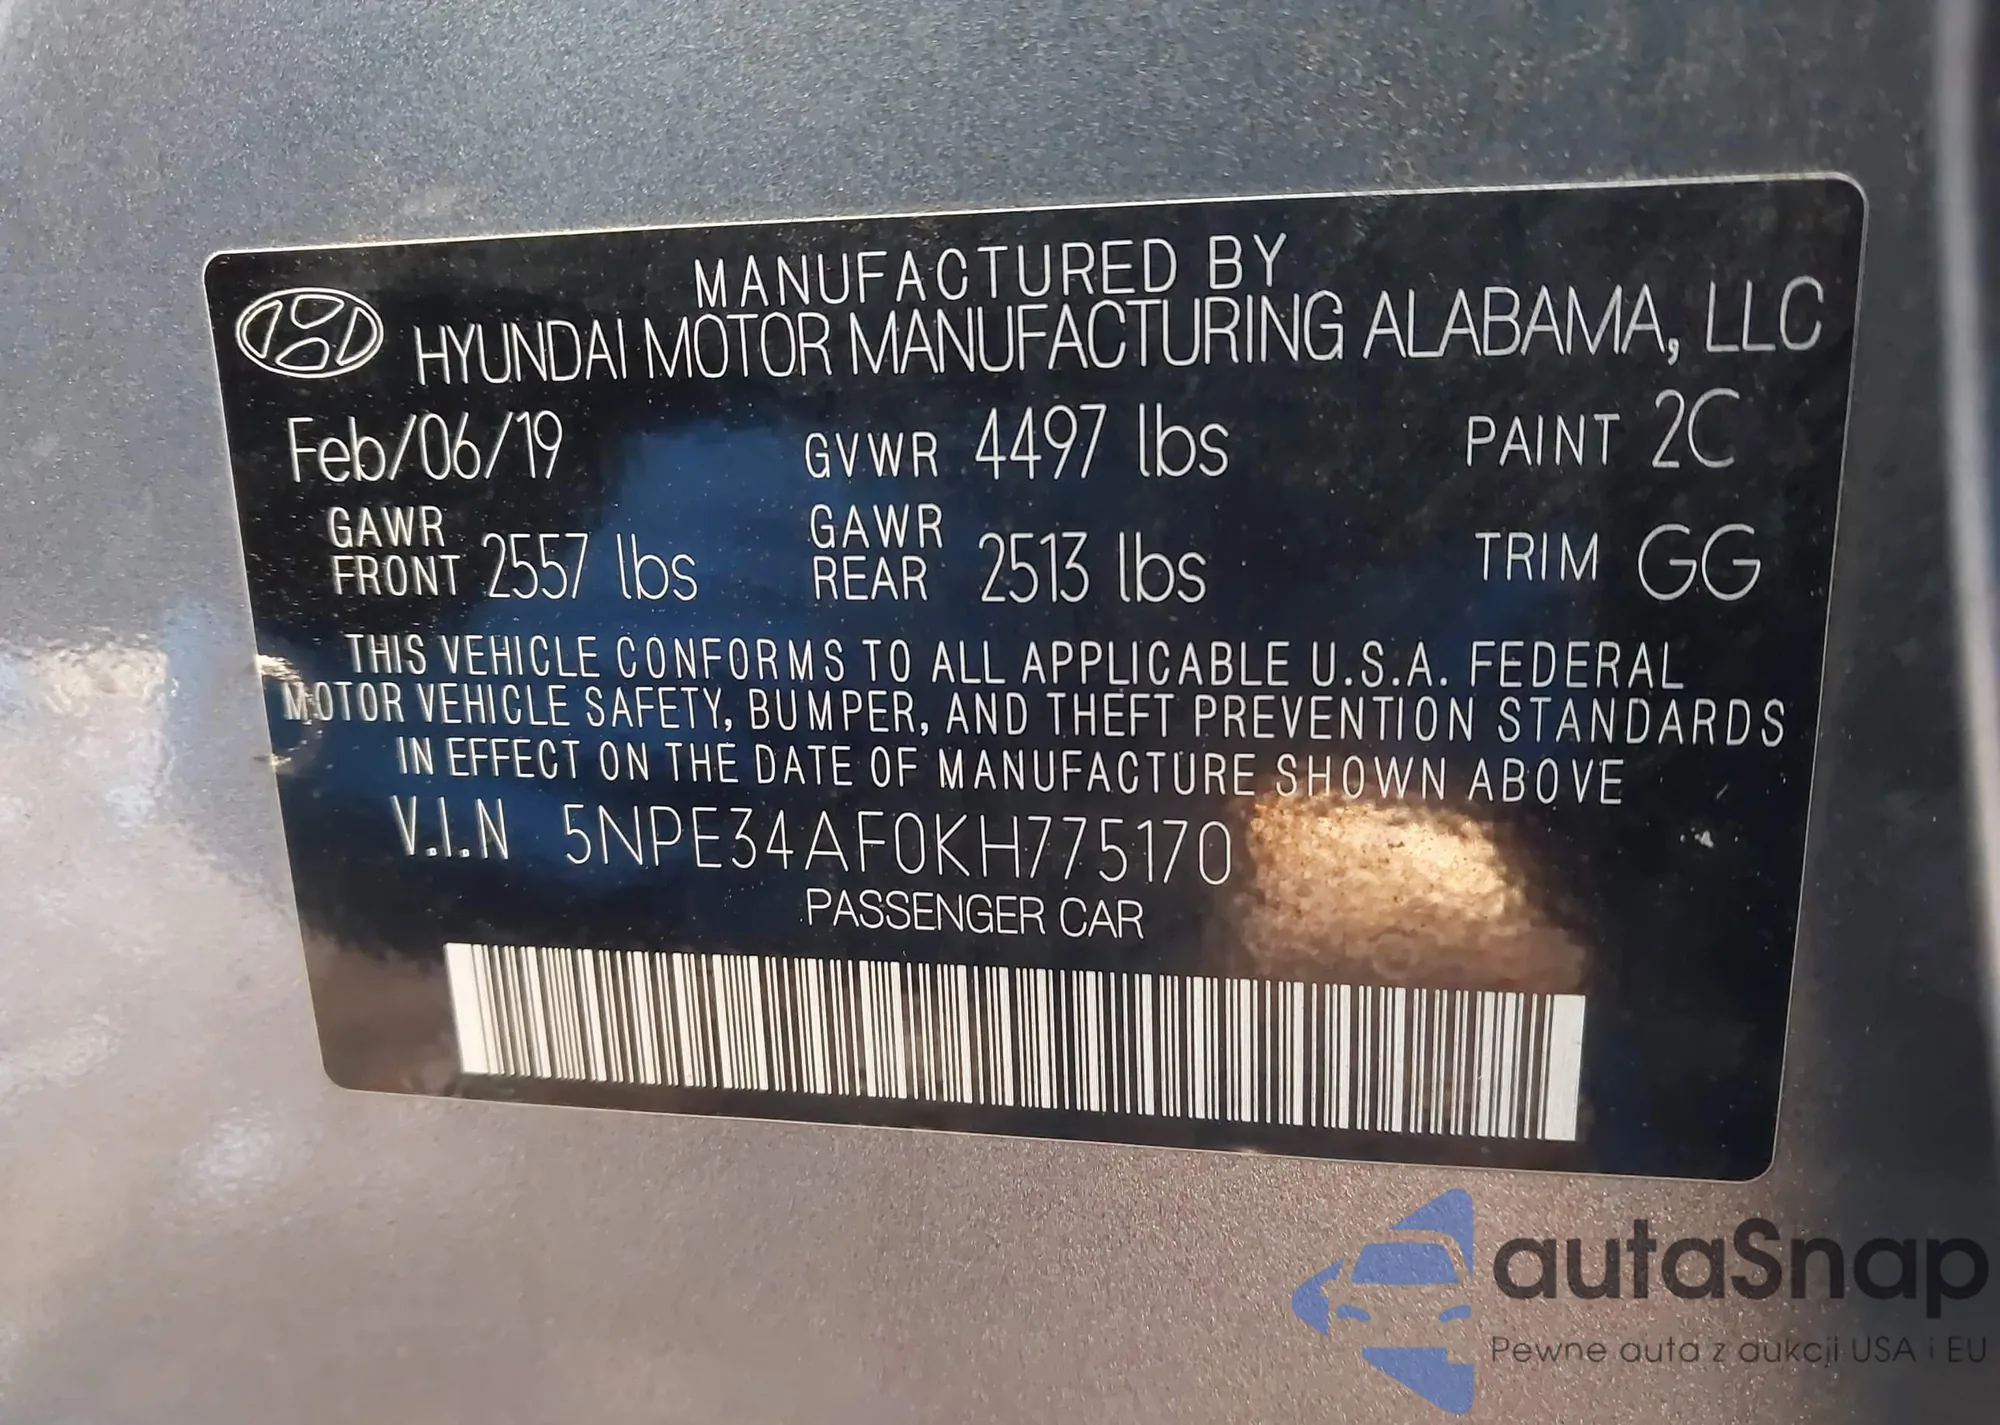 MANUFACTURED BY
HYUNDAI MOTOR MANUFACTURING ALABAMA, LLC
Feb/06/19 GVWR 4497 lbs PAINT 2C
GAWR FRONT 2557 lbs GAWR REAR 2513 lbs TRIM GG
THIS VEHICLE CONFORMS TO ALL APPLICABLE U.S.A. FEDERAL
MOTOR VEHICLE SAFETY, BUMPER, AND THEFT PREVENTION STANDARDS
IN EFFECT ON THE DATE OF MANUFACTURE SHOWN ABOVE
V.I.N 5NPE34AF0KH775170
PASSENGER CAR
autaSnap
Pewne auta z aukcji USA i EU